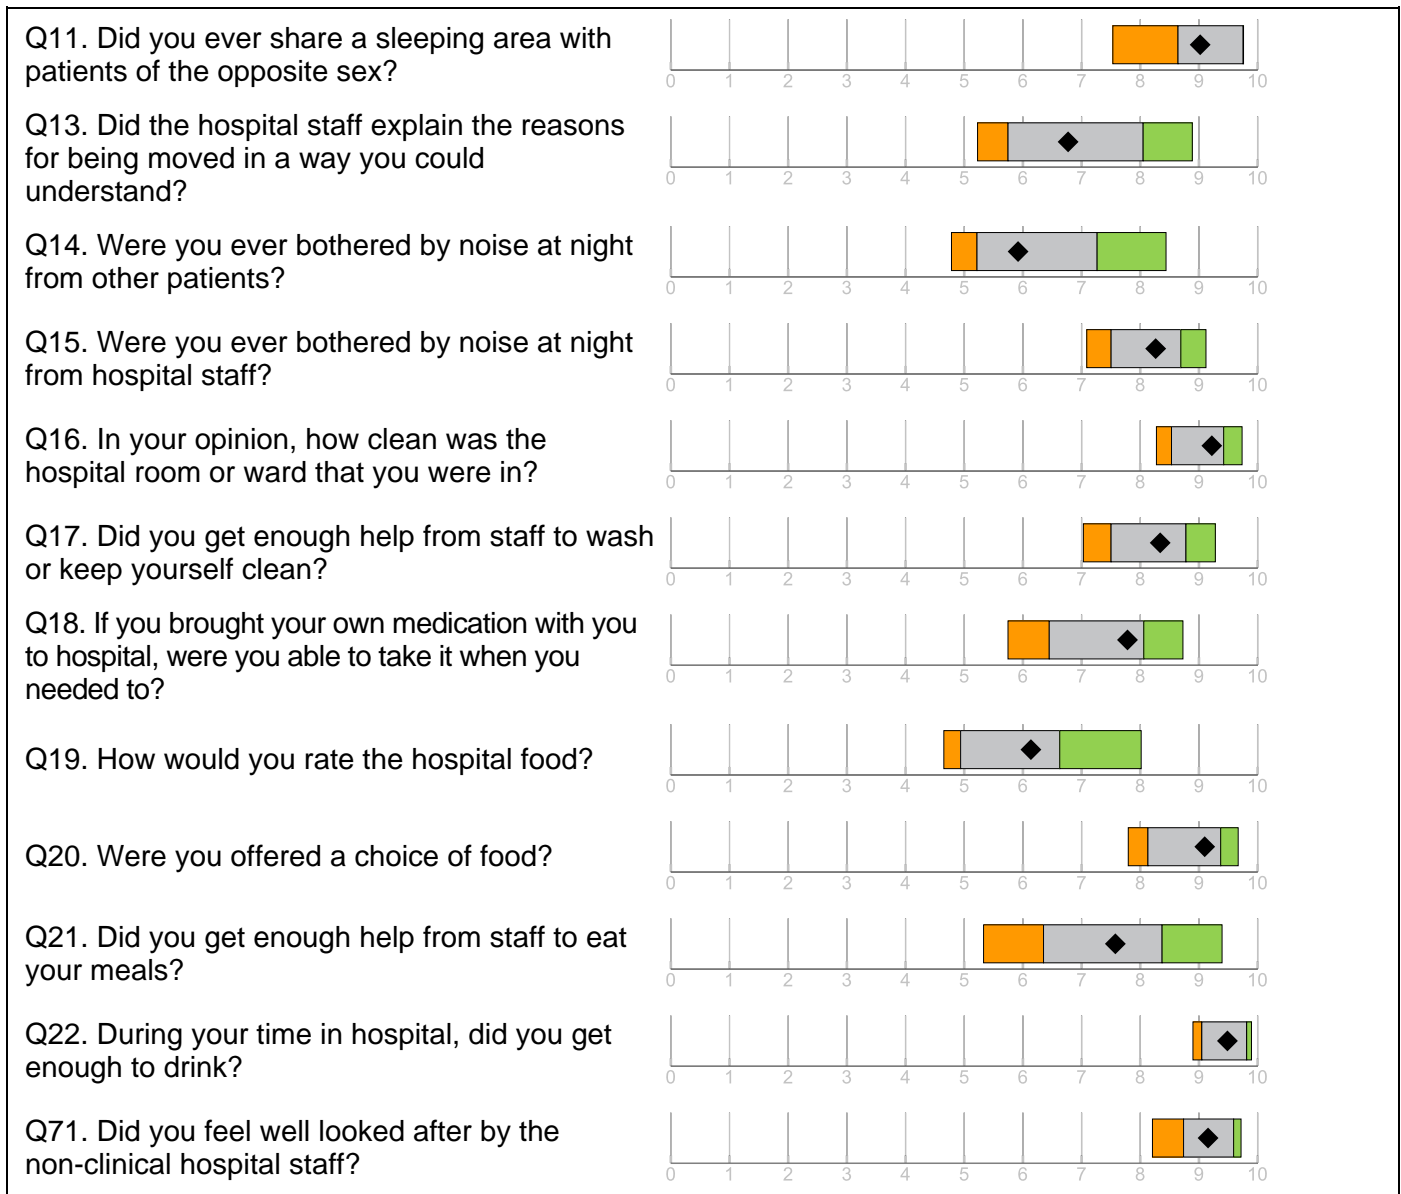 Q11. Did you ever share a sleeping area with
patients of the opposite sex?
0 1 2 3 4 5 6 7 8 9 10
Q13. Did the hospital staff explain the reasons
for being moved in a way you could
understand?
0 1 2 3 4 5 6 7 8 9 10
Q14. Were you ever bothered by noise at night
from other patients?
0 1 2 3 4 5 6 7 8 9 10
Q15. Were you ever bothered by noise at night
from hospital staff?
0 1 2 3 4 5 6 7 8 9 10
Q16. In your opinion, how clean was the
hospital room or ward that you were in?
0 1 2 3 4 5 6 7 8 9 10
Q17. Did you get enough help from staff to wash
or keep yourself clean?
0 1 2 3 4 5 6 7 8 9 10
Q18. If you brought your own medication with you
to hospital, were you able to take it when you
needed to?
0 1 2 3 4 5 6 7 8 9 10
Q19. How would you rate the hospital food?
0 1 2 3 4 5 6 7 8 9 10
Q20. Were you offered a choice of food?
0 1 2 3 4 5 6 7 8 9 10
Q21. Did you get enough help from staff to eat
your meals?
0 1 2 3 4 5 6 7 8 9 10
Q22. During your time in hospital, did you get
enough to drink?
0 1 2 3 4 5 6 7 8 9 10
Q71. Did you feel well looked after by the
non-clinical hospital staff?
0 1 2 3 4 5 6 7 8 9 10